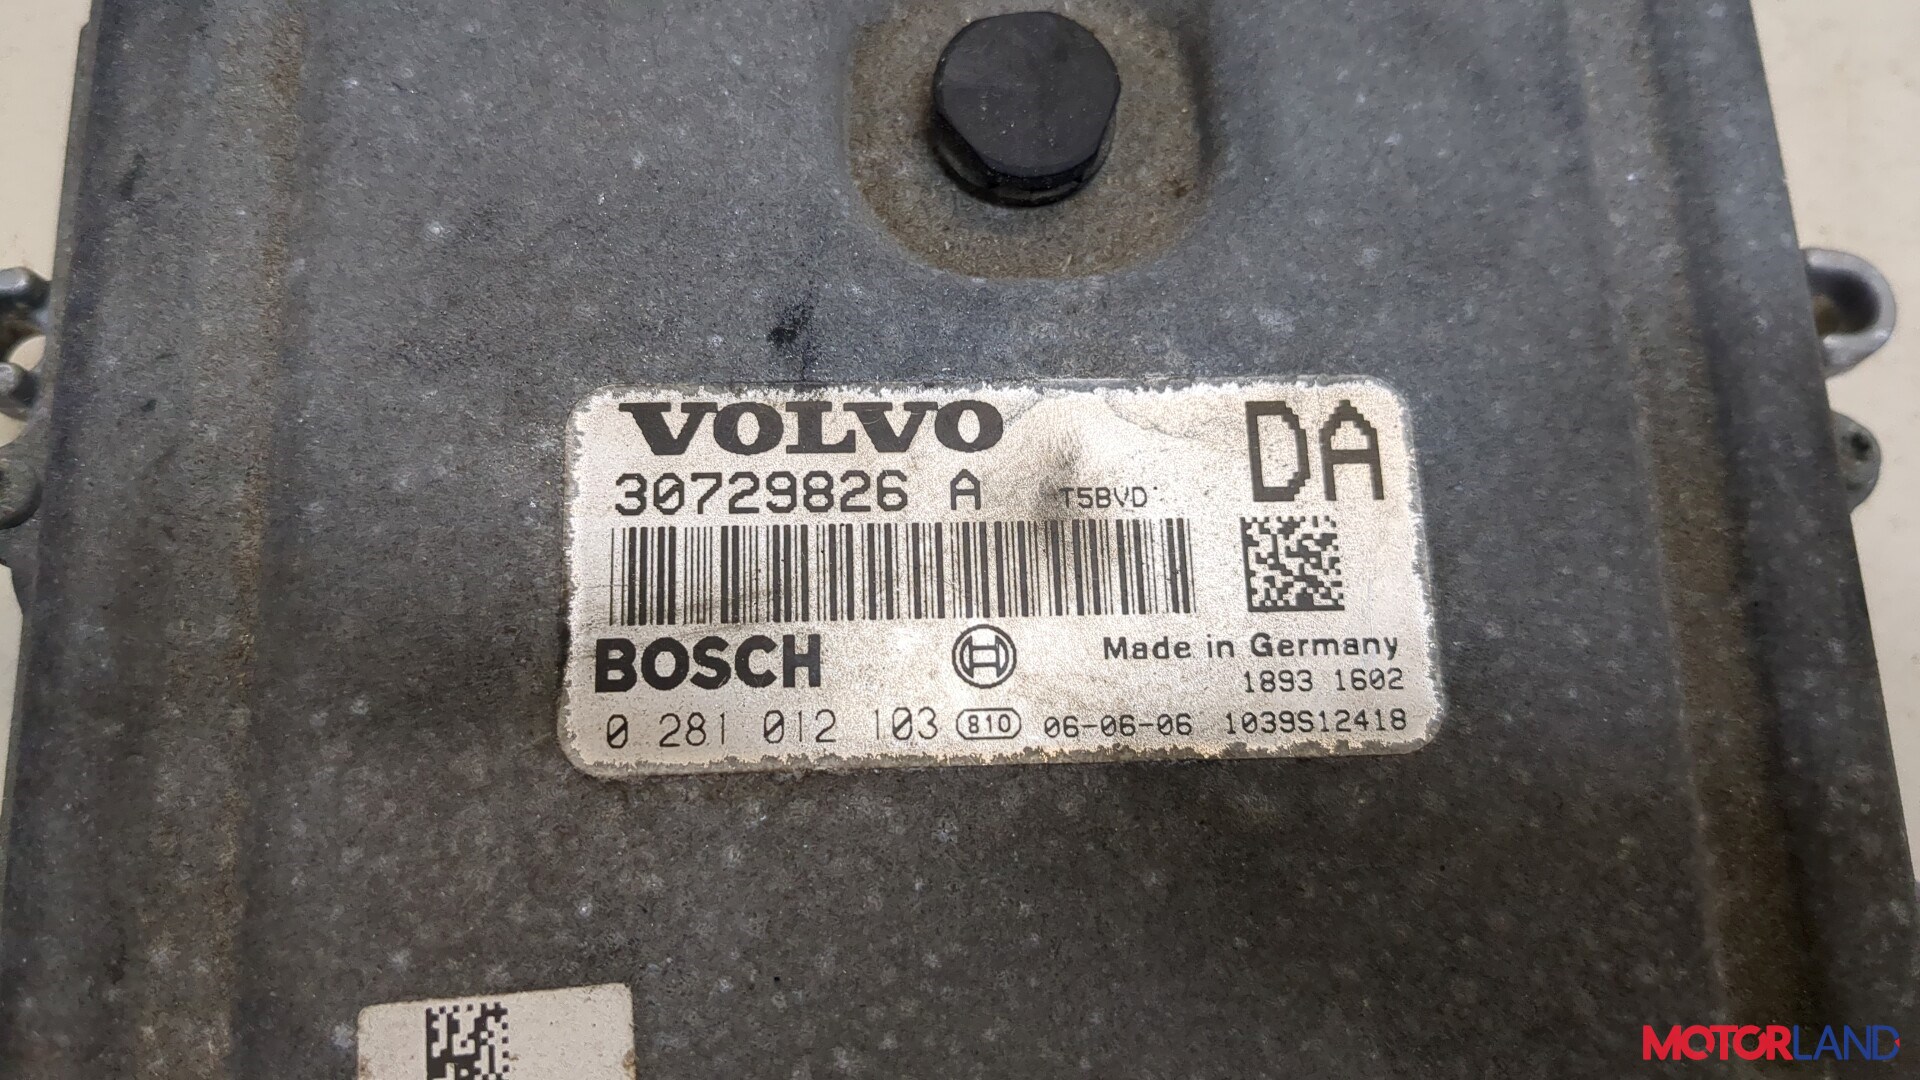 VOLVO
DA
30729826 A T5BVD
BOSCH
Made in Germany
1893 1602
0 281 012 103 810 06-06-06 1039S12418
MOTORLAND